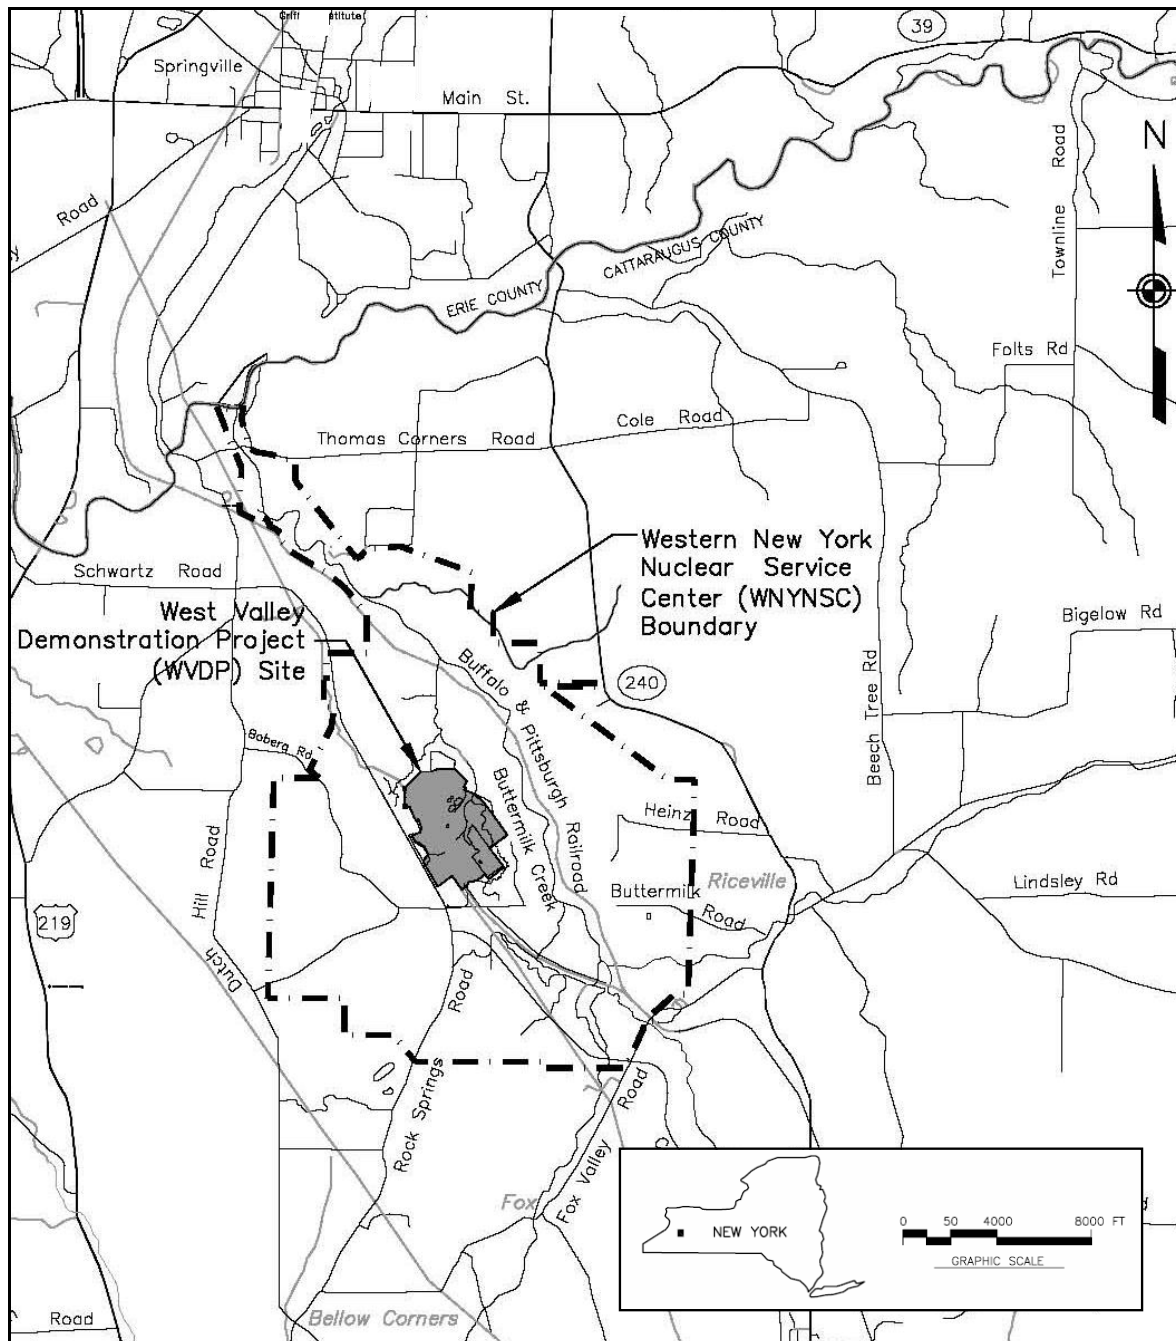 Springville
Main St.
39
N
Road
Townline Road
CATTARAUGUS COUNTY
ERIE COUNTY
Folts Rd
Cole Road
Thomas Corners Road
Western New York
Nuclear Service
Center (WNYNSC)
Boundary
Schwartz Road
West Valley
Demonstration Project
(WVDP) Site
Bigelow Rd
Buffalo & Pittsburgh Railroad
240
Beech Tree Rd
Boberg Rd
Buttermilk Creek
Heinz Road
Riceville
Buttermilk
Road
Lindsley Rd
Hill Road
219
Dutch
Rock Springs Road
Fox Valley Road
Fox
NEW YORK
0 50 4000 8000 FT
GRAPHIC SCALE
Bellow Corners
Road